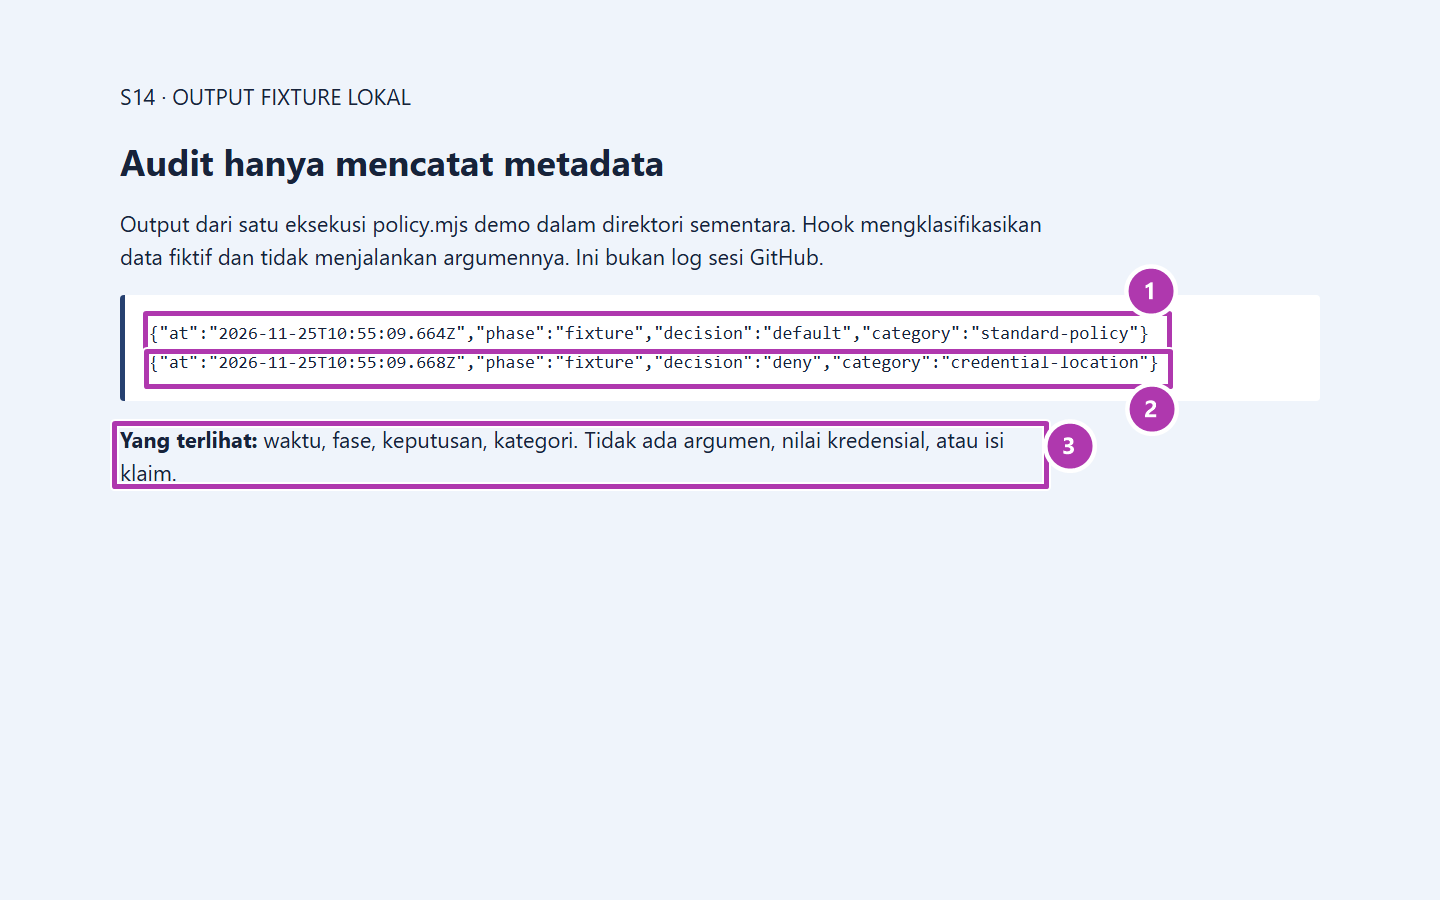 S14 · OUTPUT FIXTURE LOKAL
Audit hanya mencatat metadata
Output dari satu eksekusi policy.mjs demo dalam direktori sementara. Hook mengklasifikasikan
data fiktif dan tidak menjalankan argumennya. Ini bukan log sesi GitHub.
1
{"at":"2026-11-25T10:55:09.664Z","phase":"fixture","decision":"default","category":"standard-policy"}
{"at":"2026-11-25T10:55:09.668Z","phase":"fixture","decision":"deny","category":"credential-location"}
2
Yang terlihat: waktu, fase, keputusan, kategori. Tidak ada argumen, nilai kredensial, atau isi
klaim.
3